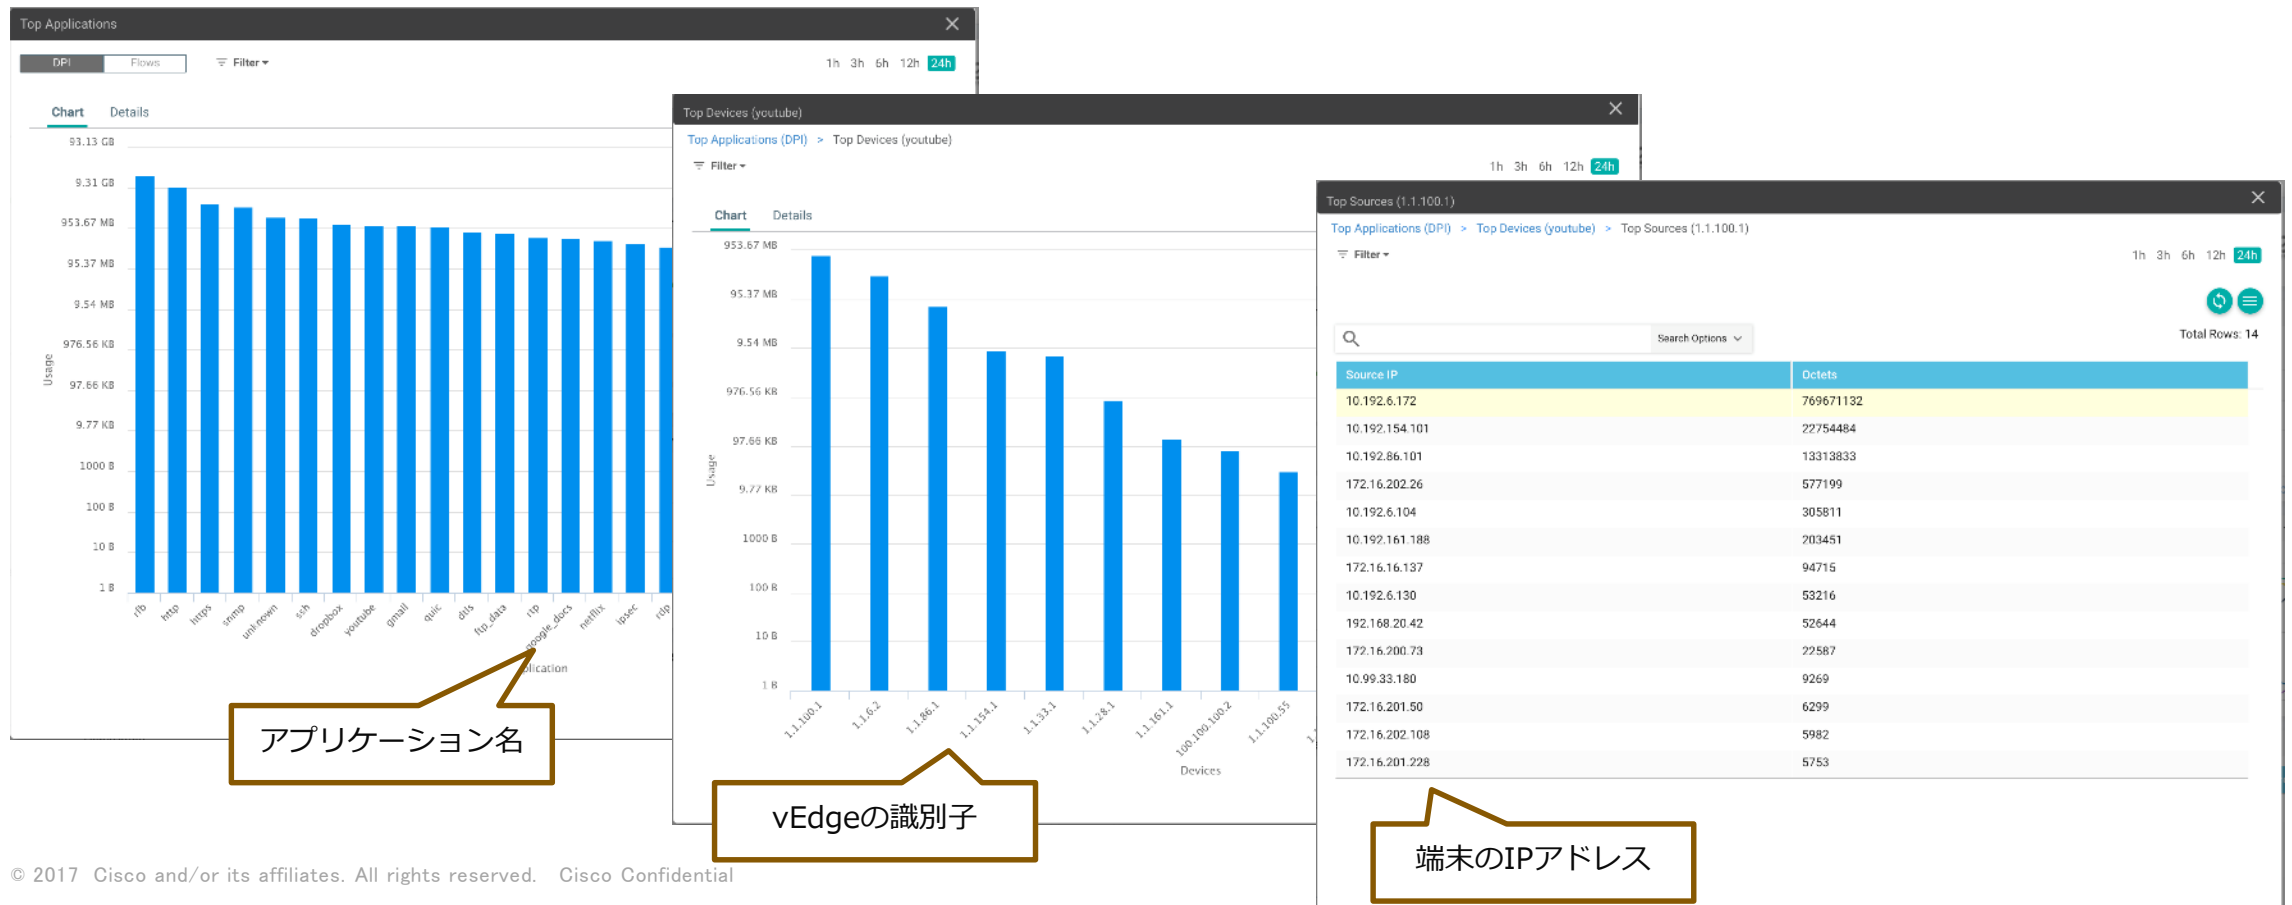 Top Applications
DPI
Flows
Filter
1h 3h 6h 12h 24h
Chart
Details
93.13 GB
9.31 GB
953.67 MB
95.37 MB
9.54 MB
976.56 KB
97.66 KB
9.77 KB
1000 B
100 B
10 B
1 B
Usage
rfb
http
https
snmp
unknown
ssh
dropbox
youtube
gmail
quic
dtls
ftp_data
rtp
google_docs
netflix
ipsec
rdp
plication
アプリケーション名
Top Devices (youtube)
Top Applications (DPI) > Top Devices (youtube)
Filter
1h 3h 6h 12h 24h
Chart
Details
953.67 MB
95.37 MB
9.54 MB
976.56 KB
97.66 KB
9.77 KB
1000 B
100 B
10 B
1 B
Usage
1.1.100.1
1.1.6.2
1.1.86.1
1.1.154.1
1.1.33.1
1.1.28.1
1.1.161.1
100.100.100.2
1.1.100.55
Devices
vEdgeの識別子
Top Sources (1.1.100.1)
Top Applications (DPI) > Top Devices (youtube) > Top Sources (1.1.100.1)
Filter
1h 3h 6h 12h 24h
Search Options
Total Rows: 14
Source IP Octets
10.192.6.172 769671132
10.192.154.101 22754484
10.192.86.101 13313833
172.16.202.26 577199
10.192.6.104 305811
10.192.161.188 203451
172.16.16.137 94715
10.192.6.130 53216
192.168.20.42 52644
172.16.200.73 22587
10.99.33.180 9269
172.16.201.50 6299
172.16.202.108 5982
172.16.201.228 5753
端末のIPアドレス
© 2017 Cisco and/or its affiliates. All rights reserved. Cisco Confidential